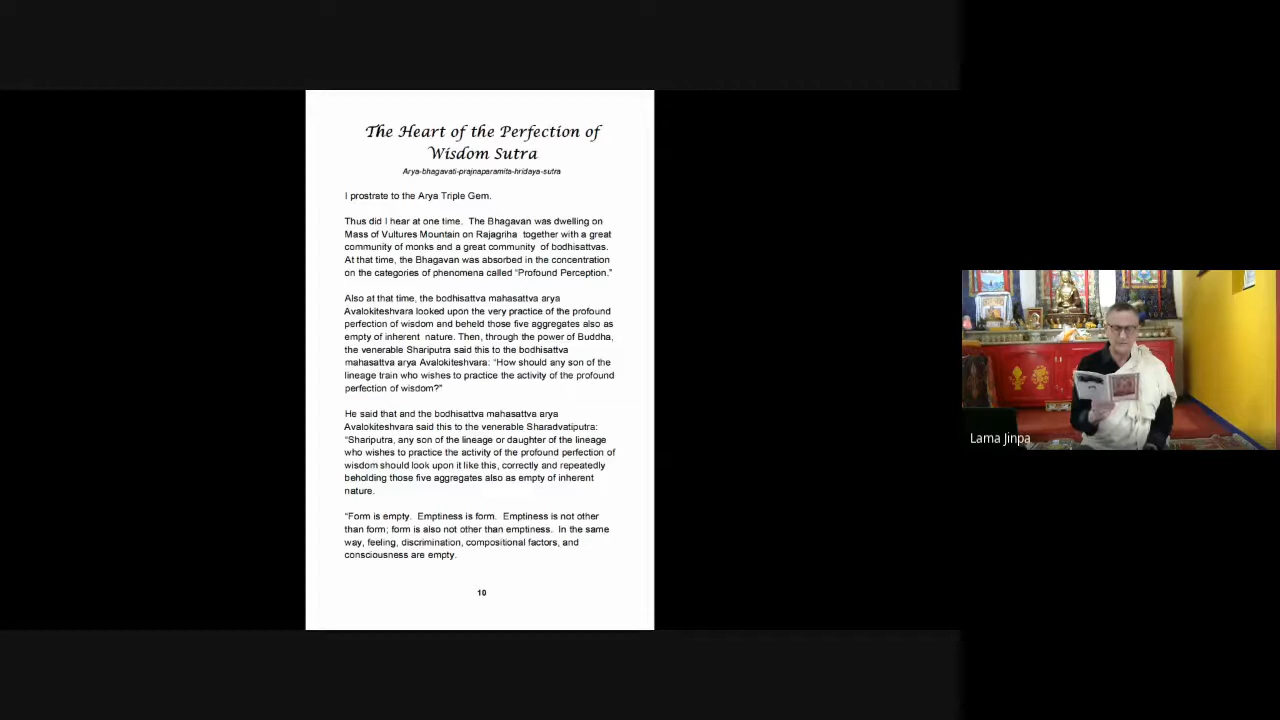 The Heart of the Perfection of
Wisdom Sutra
Arya-bhagavati-prajnaparamita-hridaya-sutra
I prostrate to the Arya Triple Gem.
Thus did I hear at one time.  The Bhagavan was dwelling on
Mass of Vultures Mountain on Rajagriha  together with a great
community of monks and a great community  of bodhisattvas.
At that time, the Bhagavan was absorbed in the concentration
on the categories of phenomena called “Profound Perception.”
Also at that time, the bodhisattva mahasattva arya
Avalokiteshvara looked upon the very practice of the profound
perfection of wisdom and beheld those five aggregates also as
empty of inherent  nature. Then, through the power of Buddha,
the venerable Shariputra said this to the bodhisattva
mahasattva arya Avalokiteshvara: “How should any son of the
lineage train who wishes to practice the activity of the profound
perfection of wisdom?”
He said that and the bodhisattva mahasattva arya
Avalokiteshvara said this to the venerable Sharadvatiputra:
“Shariputra, any son of the lineage or daughter of the lineage
who wishes to practice the activity of the profound perfection of
wisdom should look upon it like this, correctly and repeatedly
beholding those five aggregates also as empty of inherent
nature.
“Form is empty.  Emptiness is form.  Emptiness is not other
than form; form is also not other than emptiness.  In the same
way, feeling, discrimination, compositional factors, and
consciousness are empty.
10
Lama Jinpa